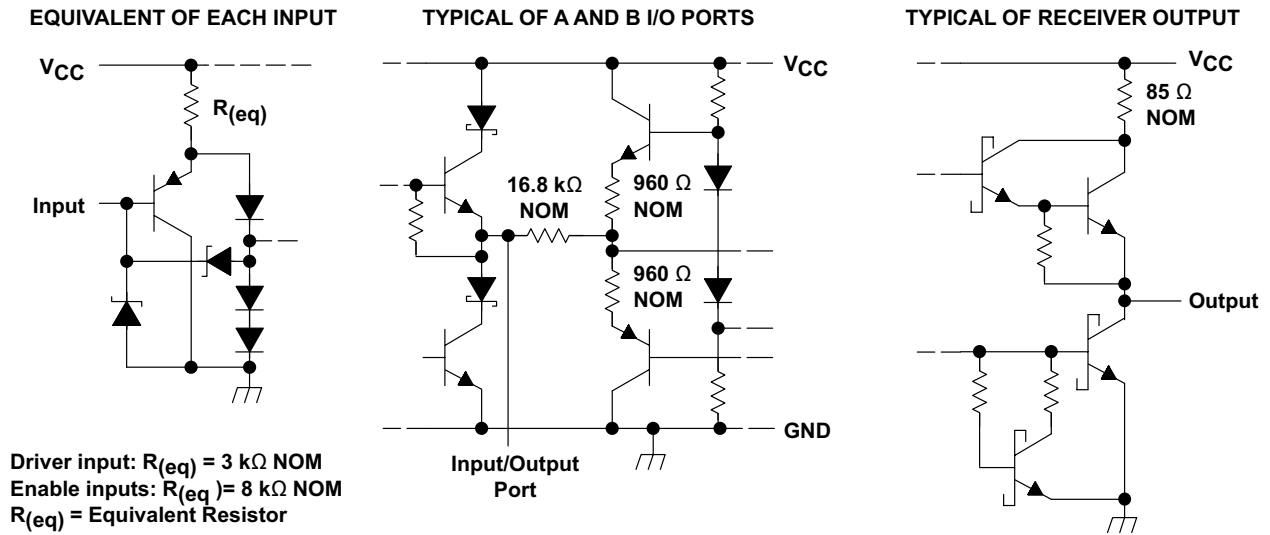 EQUIVALENT OF EACH INPUT
VCC
R(eq)
Input
Driver input: R(eq) = 3 kΩ NOM
Enable inputs: R(eq )= 8 kΩ NOM
R(eq) = Equivalent Resistor
TYPICAL OF A AND B I/O PORTS
VCC
16.8 kΩ
NOM
960 Ω
NOM
960 Ω
NOM
GND
Input/Output
Port
TYPICAL OF RECEIVER OUTPUT
VCC
85 Ω
NOM
Output